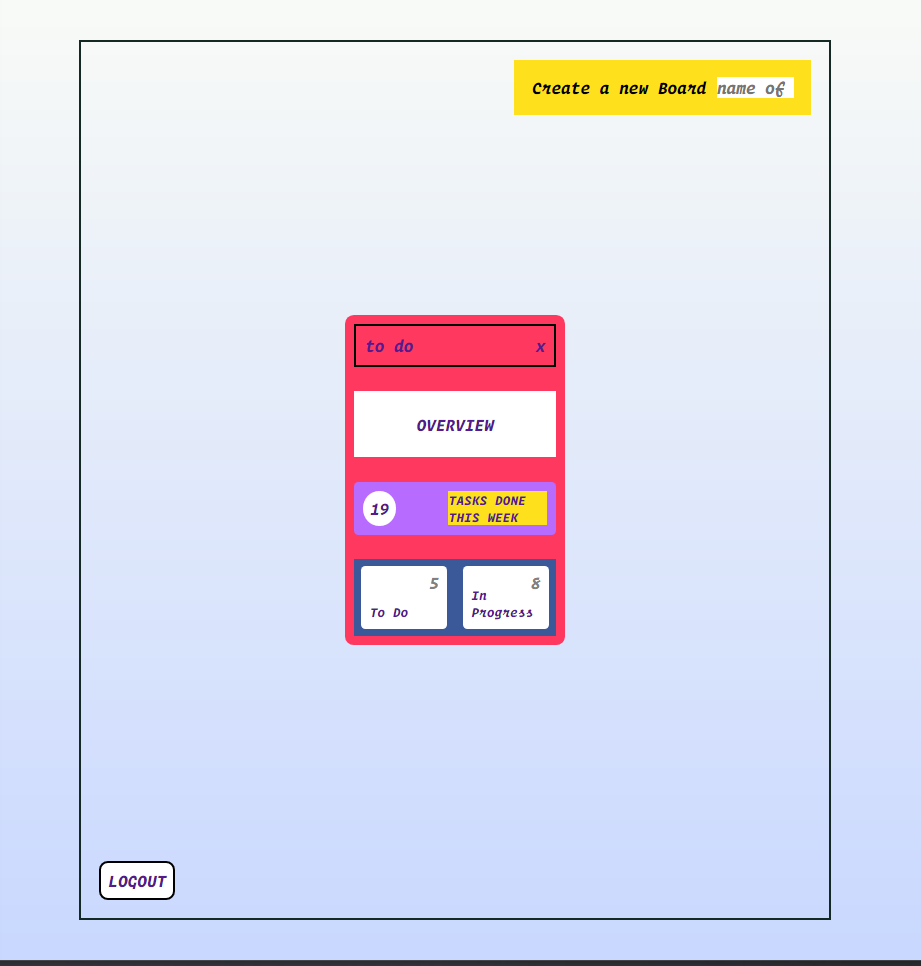 Create a new Board name of
to do x
OVERVIEW
19 TASKS DONE
THIS WEEK
5 8
In
To Do Progress
LOGOUT